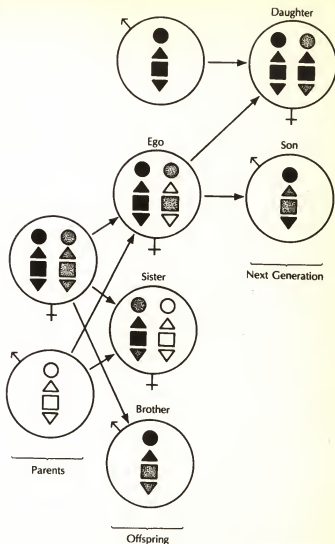 Daughter
Ego
Son
Next Generation
Sister
Brother
Parents
Offspring